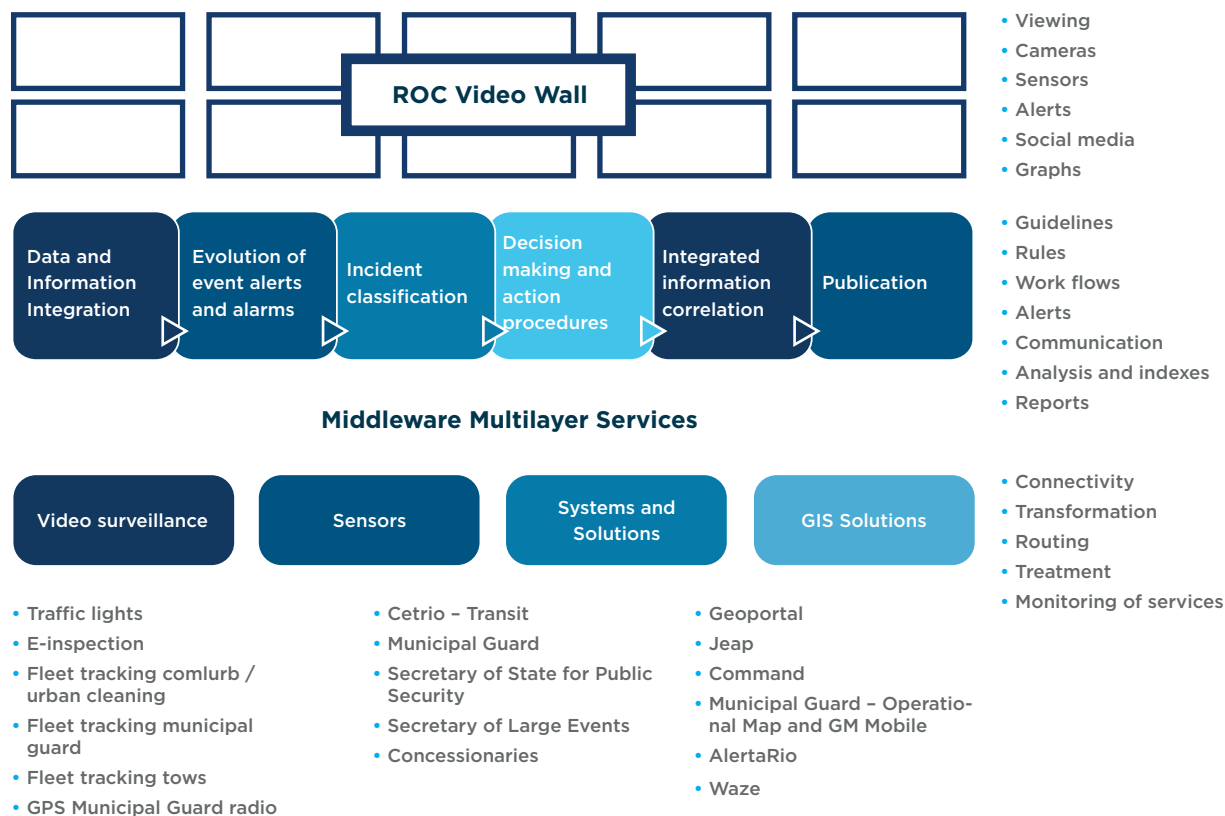 ROC Video Wall
• Viewing
• Cameras
• Sensors
• Alerts
• Social media
• Graphs
Data and
Information
Integration
Evolution of
event alerts
and alarms
Incident
classification
Decision
making and
action
procedures
Integrated
information
correlation
Publication
• Guidelines
• Rules
• Work flows
• Alerts
• Communication
• Analysis and indexes
• Reports
Middleware Multilayer Services
Video surveillance
Sensors
Systems and
Solutions
GIS Solutions
• Connectivity
• Transformation
• Routing
• Treatment
• Monitoring of services
• Traffic lights
• E-inspection
• Fleet tracking comlurb /
urban cleaning
• Fleet tracking municipal
guard
• Fleet tracking tows
• GPS Municipal Guard radio
• Cetrio – Transit
• Municipal Guard
• Secretary of State for Public
Security
• Secretary of Large Events
• Concessionaries
• Geoportal
• Jeap
• Command
• Municipal Guard – Operatio-
nal Map and GM Mobile
• AlertaRio
• Waze